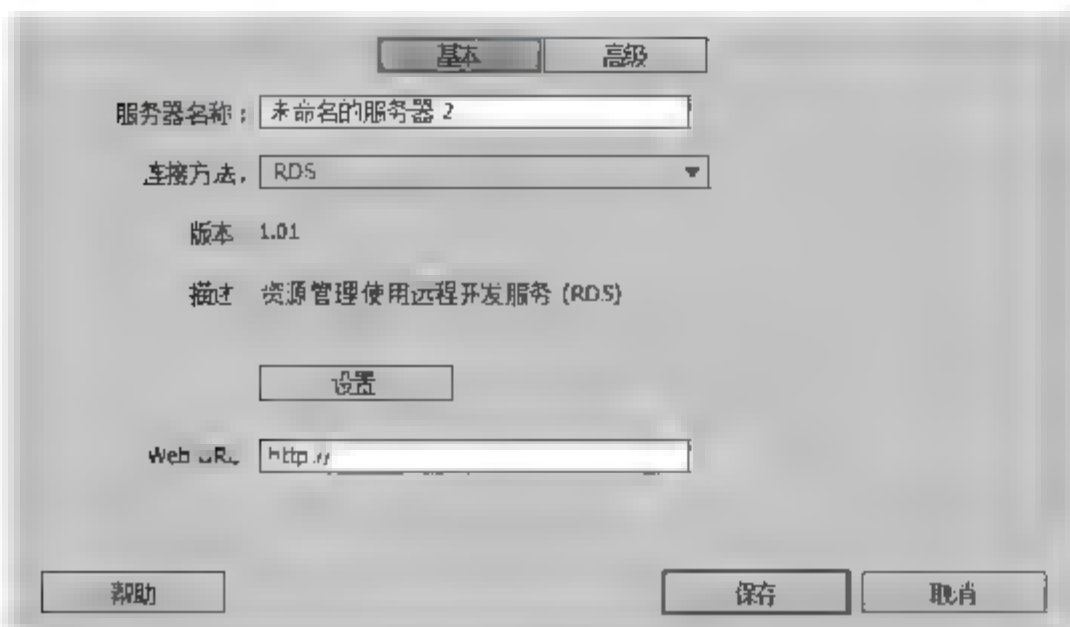 基本 高级
服务器名称: 未命名的服务器 2
连接方法: RDS
版本 1.01
描述 资源管理使用远程开发服务 (RDS)
设置
Web URL http://
帮助 保存 取消